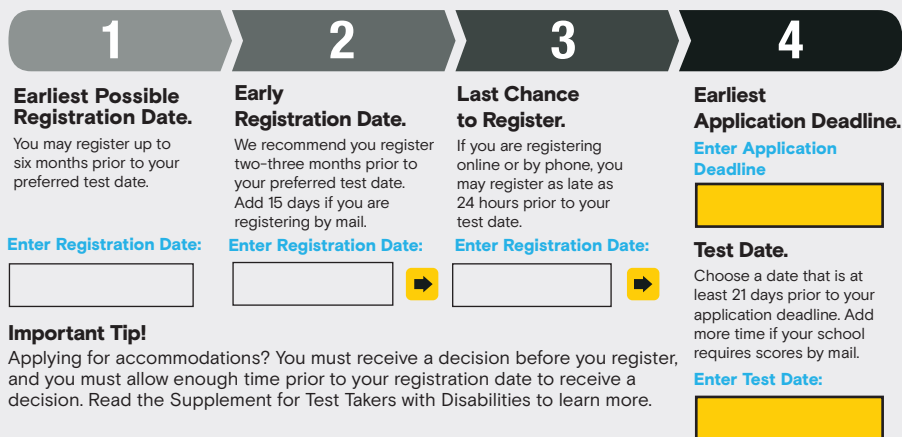 1
2
3
4
Earliest Possible
Registration Date.
You may register up to
six months prior to your
preferred test date.
Enter Registration Date:
Early
Registration Date.
We recommend you register
two-three months prior to
your preferred test date.
Add 15 days if you are
registering by mail.
Enter Registration Date:
Last Chance
to Register.
If you are registering
online or by phone, you
may register as late as
24 hours prior to your
test date.
Enter Registration Date:
Earliest
Application Deadline.
Enter Application
Deadline
Test Date.
Choose a date that is at
least 21 days prior to your
application deadline. Add
more time if your school
requires scores by mail.
Enter Test Date:
Important Tip!
Applying for accommodations? You must receive a decision before you register,
and you must allow enough time prior to your registration date to receive a
decision. Read the Supplement for Test Takers with Disabilities to learn more.